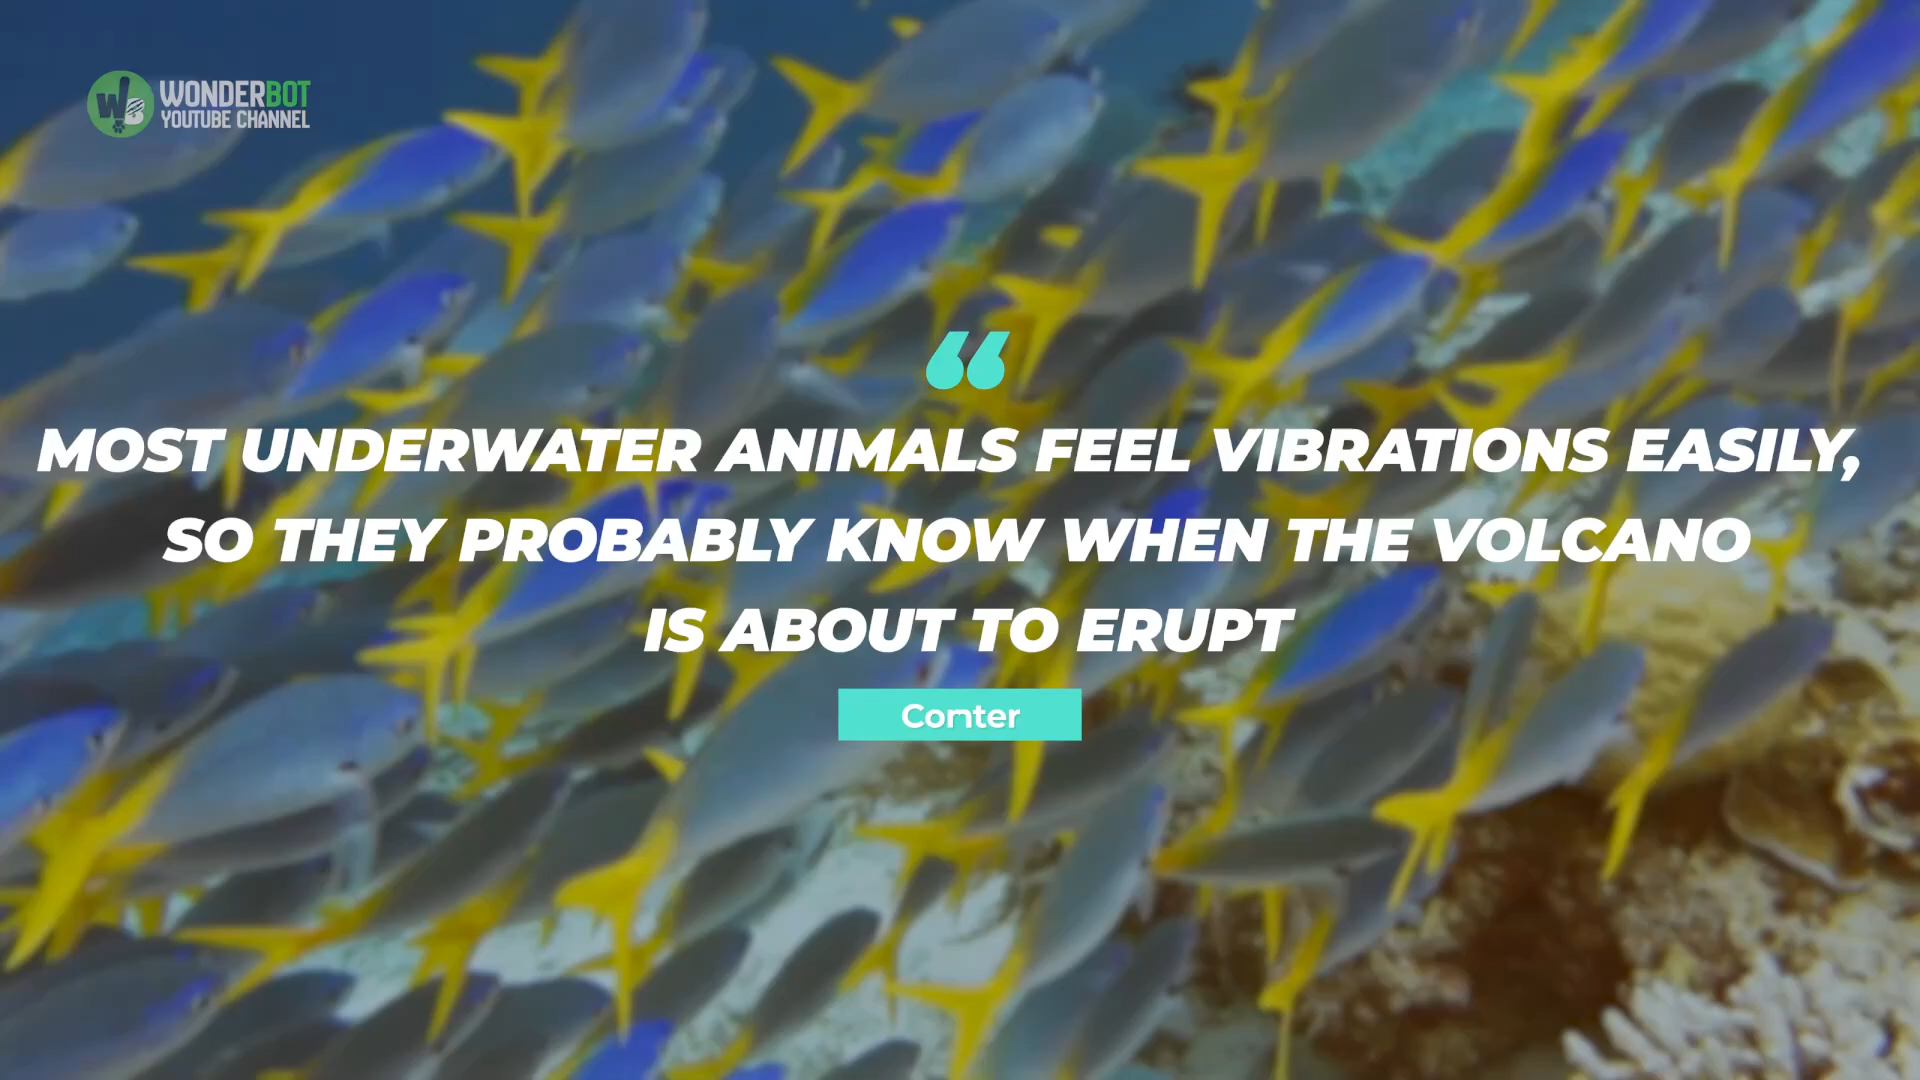 WONDERBOT
YOUTUBE CHANNEL
“
MOST UNDERWATER ANIMALS FEEL VIBRATIONS EASILY,
SO THEY PROBABLY KNOW WHEN THE VOLCANO
IS ABOUT TO ERUPT